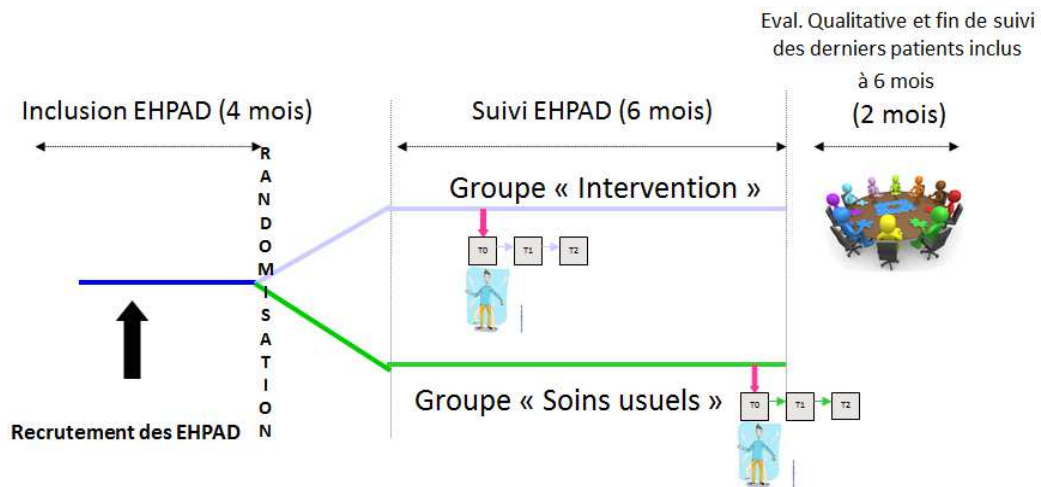 Eval. Qualitative et fin de suivi
des derniers patients inclus
à 6 mois
(2 mois)
Inclusion EHPAD (4 mois)
Suivi EHPAD (6 mois)
RANDOMISATION
Groupe « Intervention »
T0 T1 T2
Groupe « Soins usuels »
T0 T1 T2
Recrutement des EHPAD